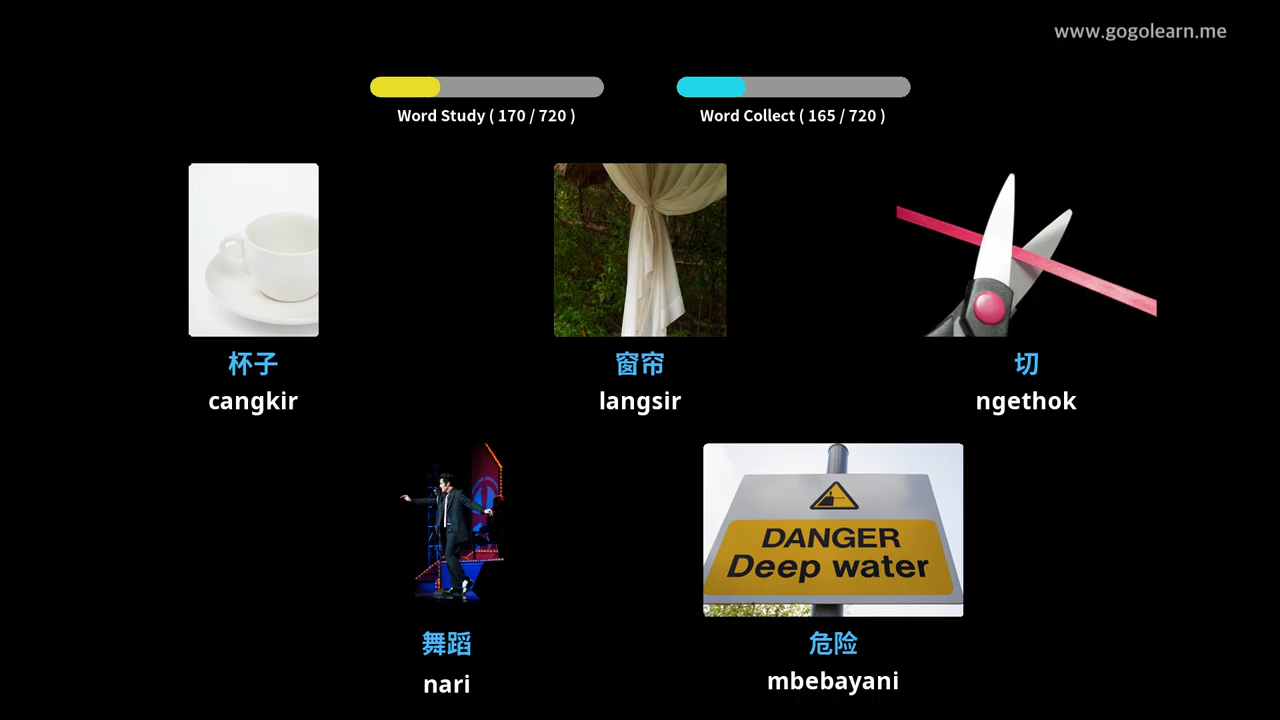 www.gogolearn.me
Word Study ( 170 / 720 )
Word Collect ( 165 / 720 )
杯子
cangkir
窗帘
langsir
切
ngethok
DANGER
Deep water
舞蹈
nari
危险
mbebayani